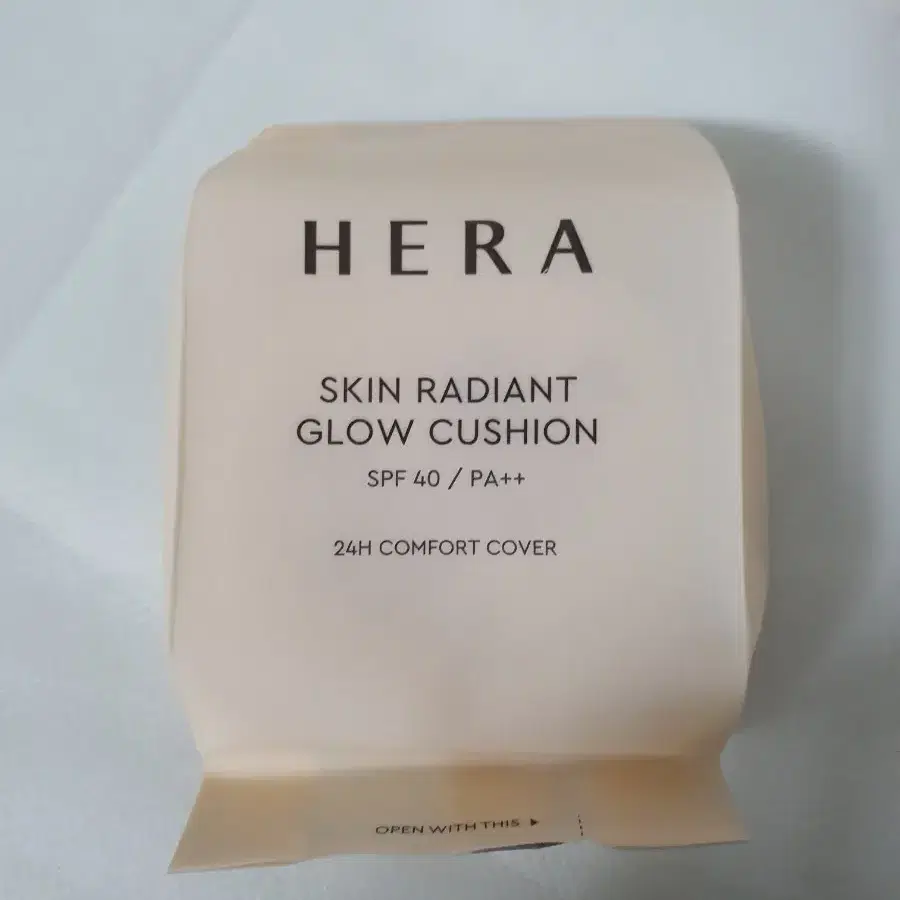 HERA
SKIN RADIANT
GLOW CUSHION
SPF 40 / PA++
24H COMFORT COVER
OPEN WITH THIS ▶